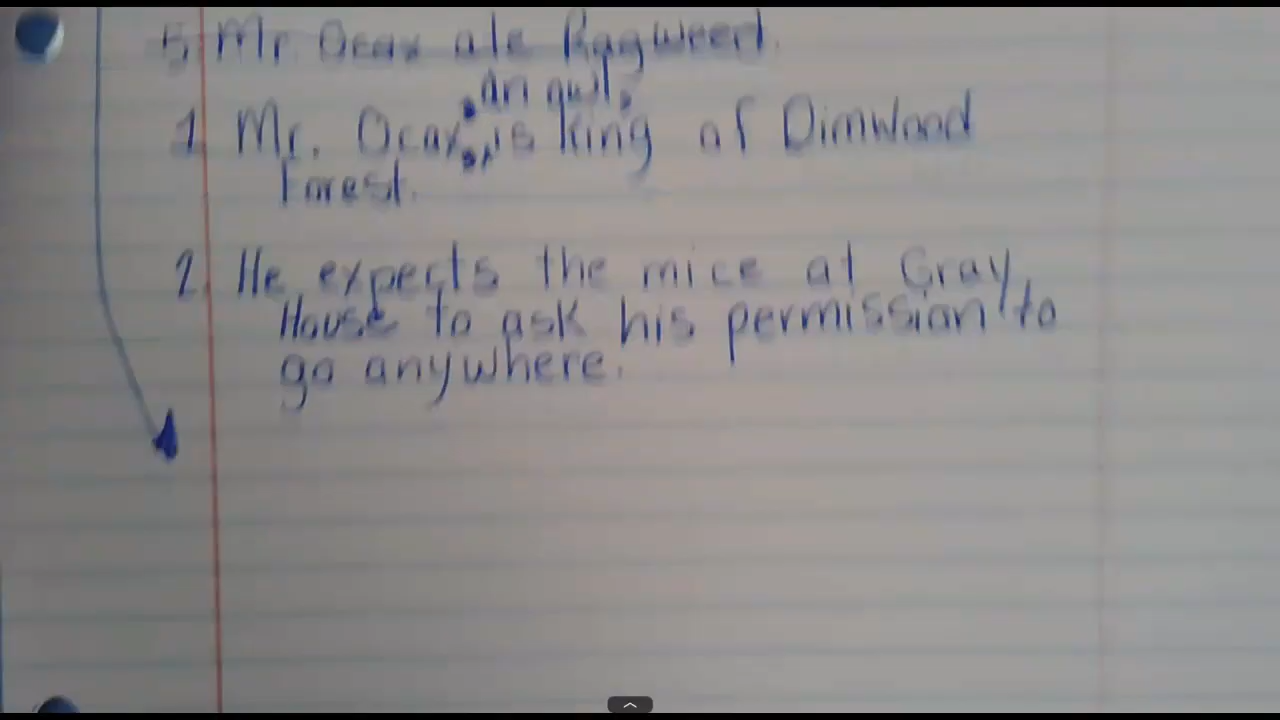 5. Mr. Ocax ate Ragweed.
an owl,
1. Mr. Ocax, is king of Dimwood
Forest.
2. He expects the mice at Gray
House to ask his permission to
go anywhere.